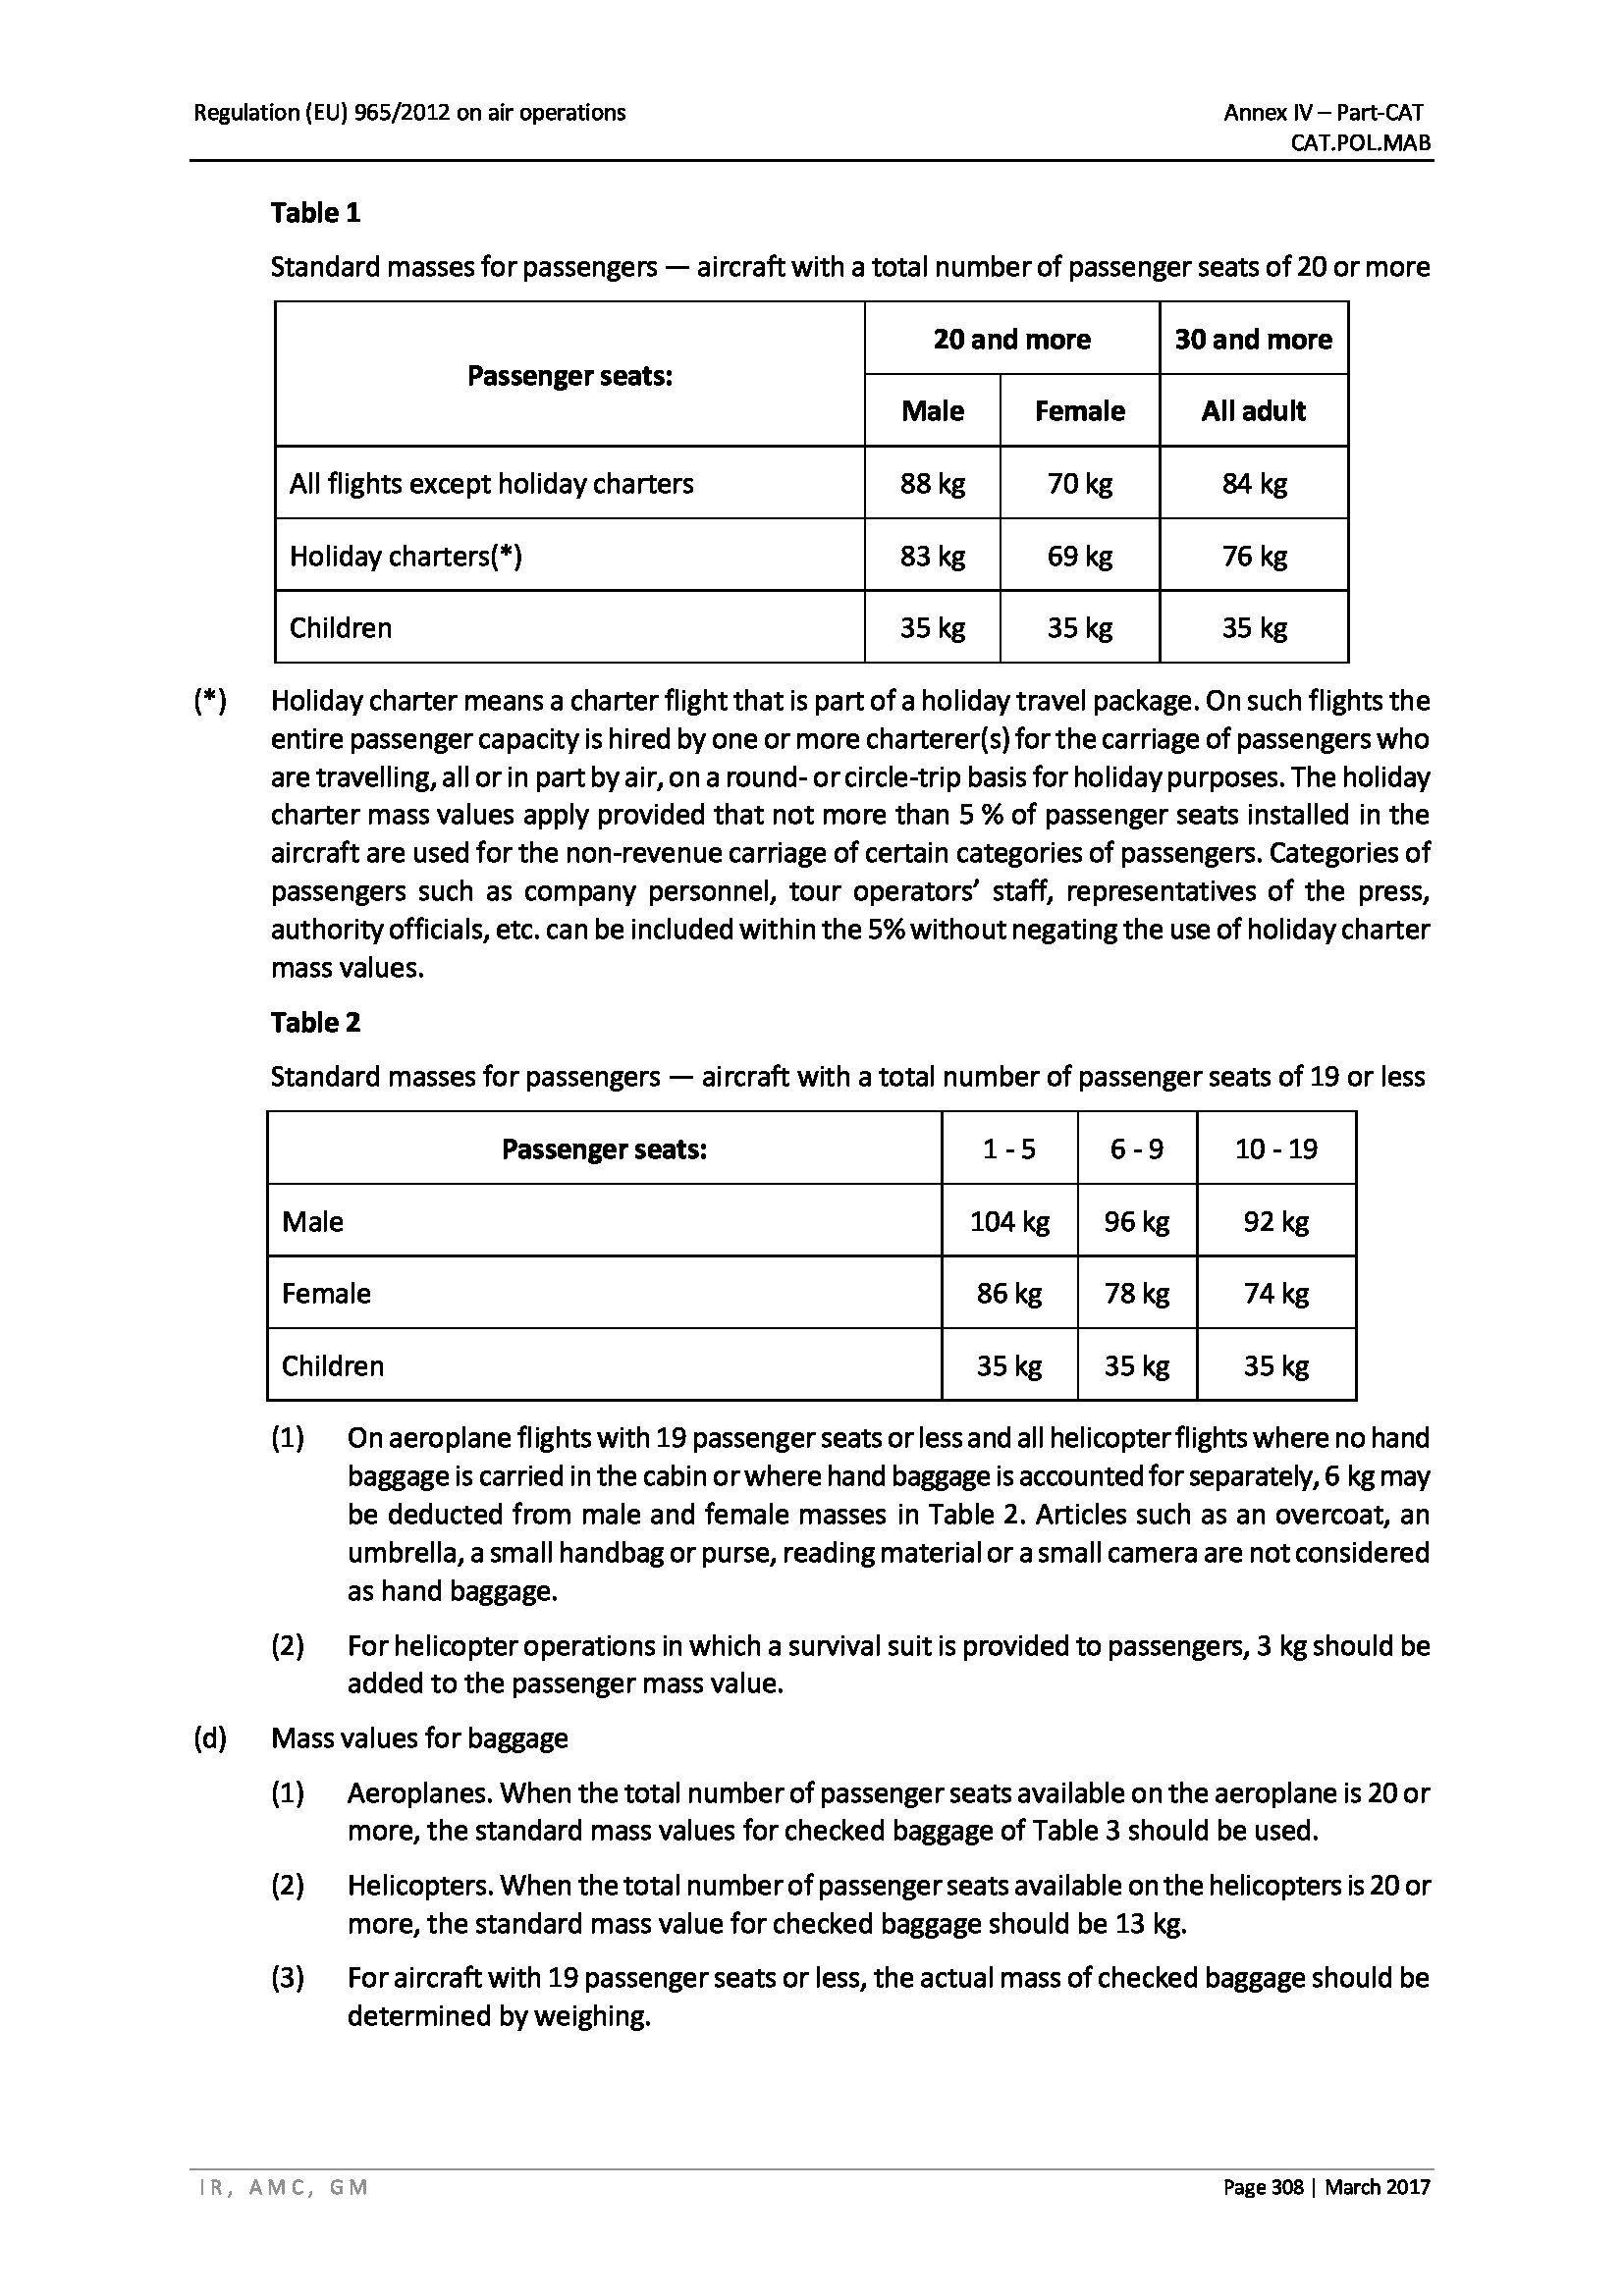 Regulation (EU) 965/2012 on air operations
Annex IV – Part-CAT
CAT.POL.MAB
Table 1
Standard masses for passengers — aircraft with a total number of passenger seats of 20 or more
Passenger seats: 20 and more 30 and more
Male Female All adult
All flights except holiday charters 88 kg 70 kg 84 kg
Holiday charters(*) 83 kg 69 kg 76 kg
Children 35 kg 35 kg 35 kg
(*) Holiday charter means a charter flight that is part of a holiday travel package. On such flights the
entire passenger capacity is hired by one or more charterer(s) for the carriage of passengers who
are travelling, all or in part by air, on a round- or circle-trip basis for holiday purposes. The holiday
charter mass values apply provided that not more than 5 % of passenger seats installed in the
aircraft are used for the non-revenue carriage of certain categories of passengers. Categories of
passengers such as company personnel, tour operators’ staff, representatives of the press,
authority officials, etc. can be included within the 5% without negating the use of holiday charter
mass values.
Table 2
Standard masses for passengers — aircraft with a total number of passenger seats of 19 or less
Passenger seats: 1 - 5 6 - 9 10 - 19
Male 104 kg 96 kg 92 kg
Female 86 kg 78 kg 74 kg
Children 35 kg 35 kg 35 kg
(1) On aeroplane flights with 19 passenger seats or less and all helicopter flights where no hand
baggage is carried in the cabin or where hand baggage is accounted for separately, 6 kg may
be deducted from male and female masses in Table 2. Articles such as an overcoat, an
umbrella, a small handbag or purse, reading material or a small camera are not considered
as hand baggage.
(2) For helicopter operations in which a survival suit is provided to passengers, 3 kg should be
added to the passenger mass value.
(d) Mass values for baggage
(1) Aeroplanes. When the total number of passenger seats available on the aeroplane is 20 or
more, the standard mass values for checked baggage of Table 3 should be used.
(2) Helicopters. When the total number of passenger seats available on the helicopters is 20 or
more, the standard mass value for checked baggage should be 13 kg.
(3) For aircraft with 19 passenger seats or less, the actual mass of checked baggage should be
determined by weighing.
IR, AMC, GM
Page 308 | March 2017